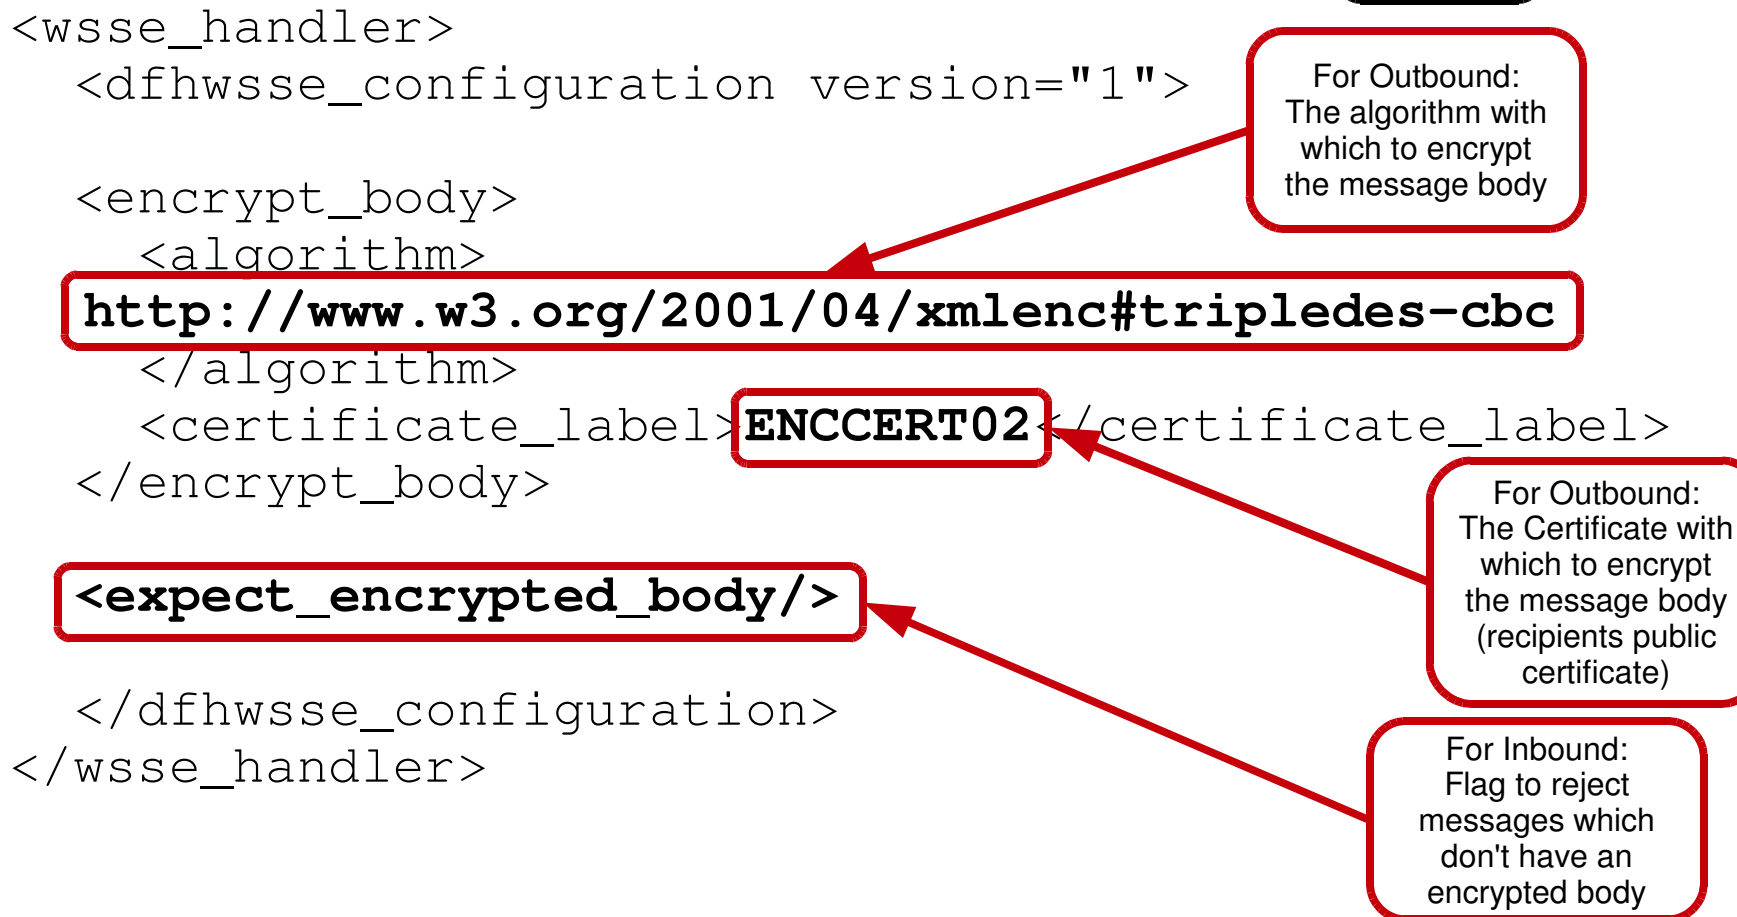 <wsse_handler>
<dfhwsse_configuration version="1">
For Outbound:
The algorithm with
which to encrypt
the message body
<encrypt_body>
<algorithm>
http://www.w3.org/2001/04/xmlenc#tripledes-cbc
</algorithm>
<certificate_label>ENCCERT02</certificate_label>
</encrypt_body>
For Outbound:
The Certificate with
which to encrypt
the message body
(recipients public
certificate)
<expect_encrypted_body/>
</dfhwsse_configuration>
</wsse_handler>
For Inbound:
Flag to reject
messages which
don't have an
encrypted body